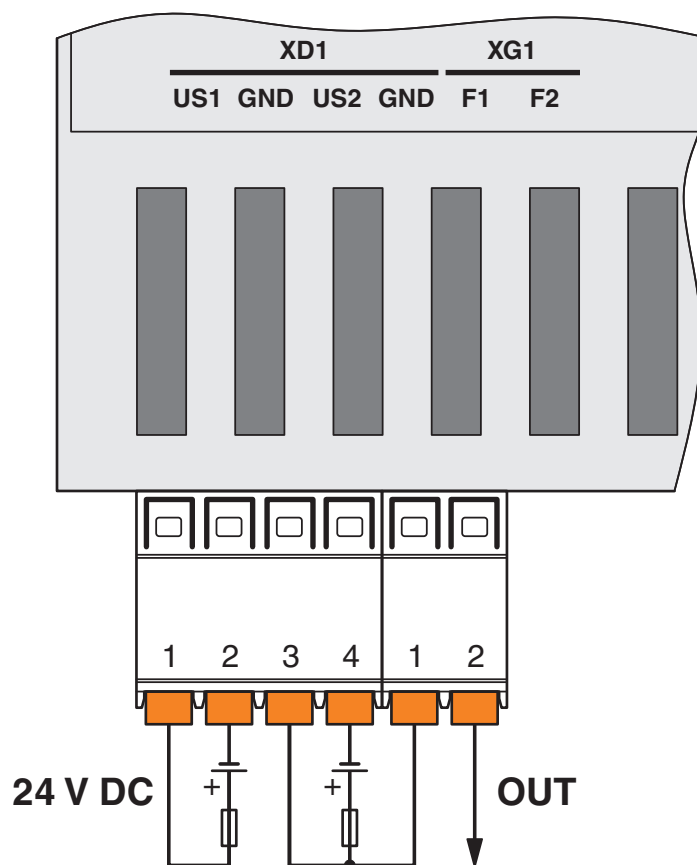 XD1 XG1
US1 GND US2 GND F1 F2
1 2 3 4 1 2
24 V DC + + OUT